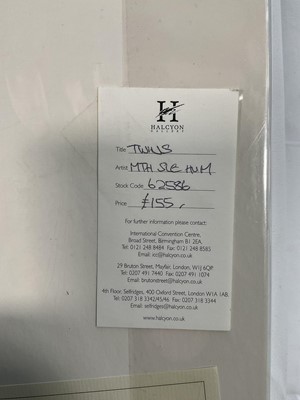 H
HALCYON
GALLERY
Title TWINS
Artist
Stock Code 62586
Price £155,
For further information please contact:
International Convention Centre,
Broad Street, Birmingham B1 2EA.
Tel: 0121 248 8484 Fax: 0121 248 8583
Email: icc@halcyon.co.uk
29 Bruton Street, Mayfair, London, W1J 6QP
Tel: 0207 491 7440 Fax: 0207 491 1074
Email: brutonstreet@halcyon.co.uk
4th Floor, Selfridges, 400 Oxford Street, London W1A 1AB.
Tel: 0207 318 3342/45/46 Fax: 0207 318 3344
Email: selfridges@halcyon.co.uk
www.halcyon.co.uk